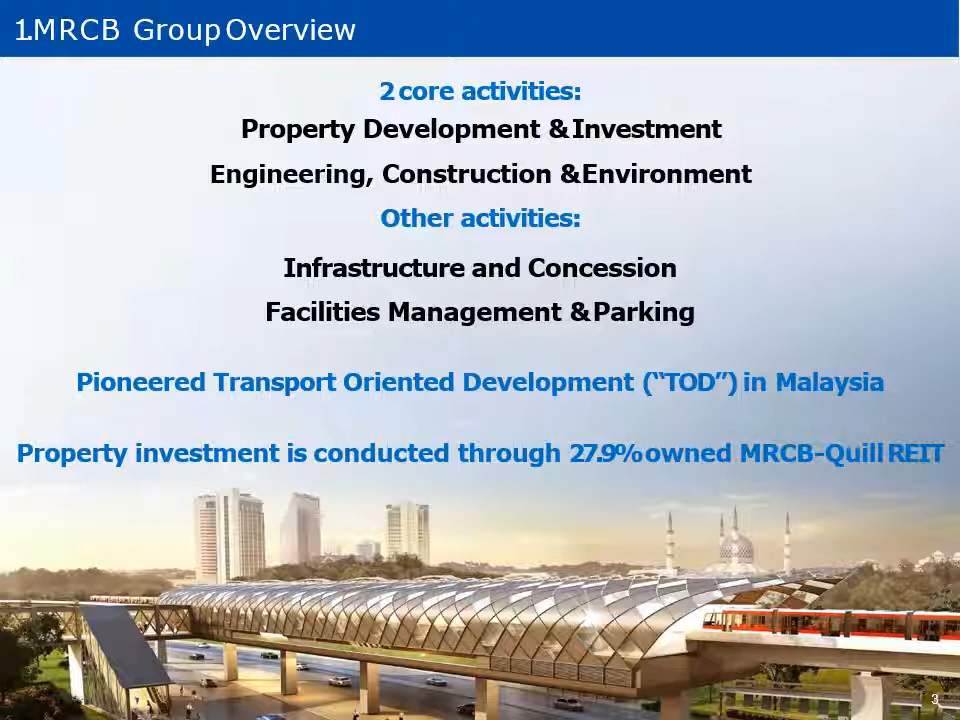 1.MRCB Group Overview
2 core activities:
Property Development & Investment
Engineering, Construction & Environment
Other activities:
Infrastructure and Concession
Facilities Management & Parking
Pioneered Transport Oriented Development (“TOD”) in Malaysia
Property investment is conducted through 27.9% owned MRCB-Quill REIT
3